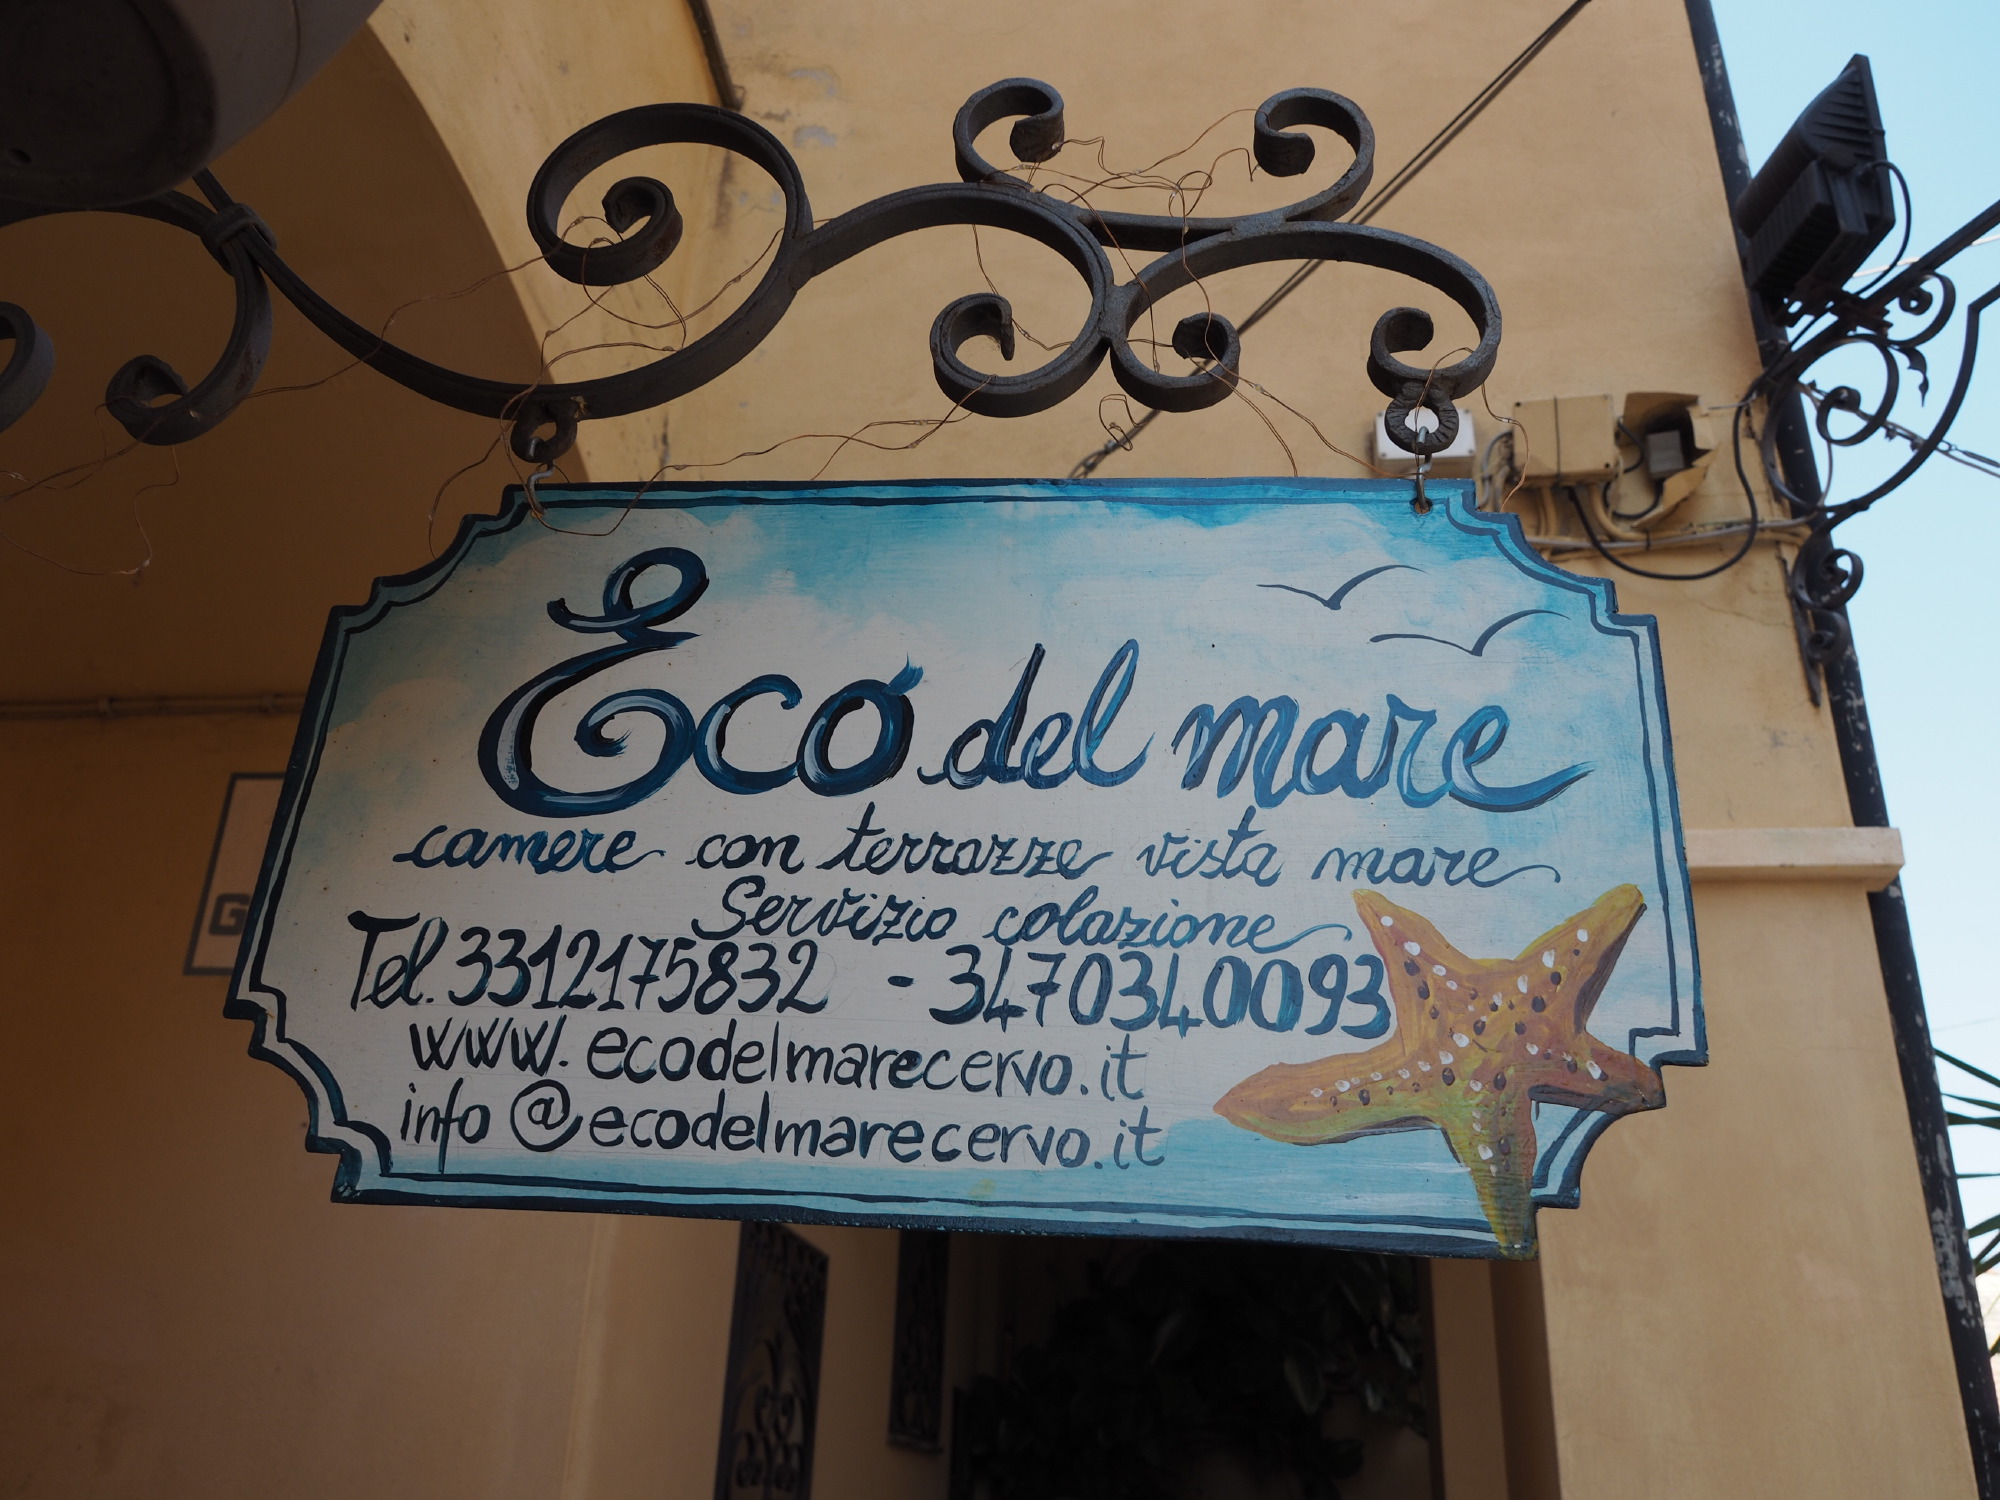 Eco del mare
camere con terrazze vista mare
Servizio colazione
Tel. 3312175832 - 3470340093
www.ecodelmarecervo.it
info@ecodelmarecervo.it
G